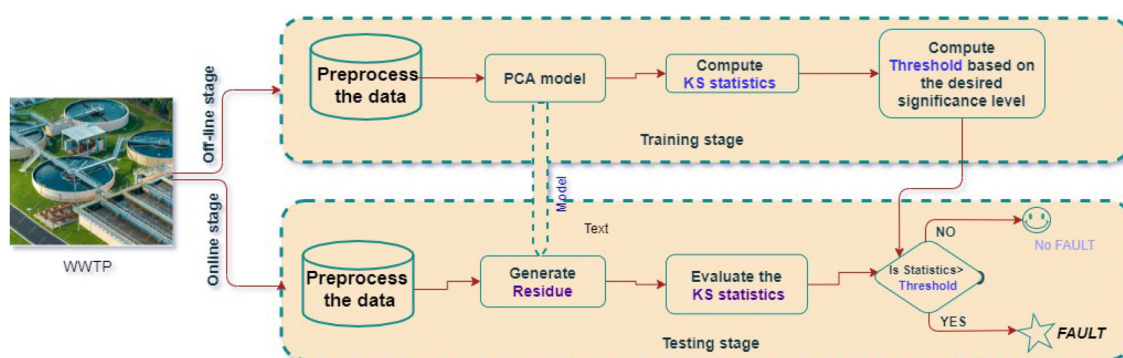 Off-line stage
Online stage
WWTP
Preprocess
the data
PCA model
Compute
KS statistics
Compute
Threshold based on
the desired
significance level
Training stage
Model
Text
Preprocess
the data
Generate
Residue
Evaluate the
KS statistics
Is Statistics>
Threshold
NO
No FAULT
YES
FAULT
Testing stage